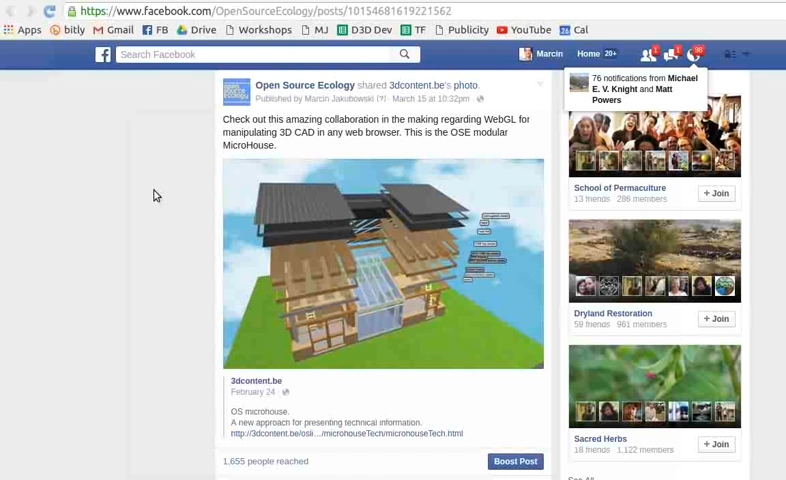 https://www.facebook.com/OpenSourceEcology/posts/10154681619221562
Apps bitly Gmail FB Drive Workshops MJ D3D Dev TF Publicity YouTube 26 Cal
Search Facebook
Marcin Home 20+ 1 1 98
76 notifications from Michael
E. V. Knight and Matt
Powers
Open Source Ecology shared 3dcontent.be's photo.
Published by Marcin Jakubowski [?] · March 15 at 10:32pm ·
Check out this amazing collaboration in the making regarding WebGL for
manipulating 3D CAD in any web browser. This is the OSE modular
MicroHouse.
3dcontent.be
February 24 ·
OS microhouse.
A new approach for presenting technical information.
http://3dcontent.be/osii.../microhouseTech/microhouseTech.html
1,655 people reached
Boost Post
School of Permaculture
13 friends 286 members
+ Join
Dryland Restoration
59 friends 961 members
+ Join
Sacred Herbs
18 friends 1,122 members
+ Join
See All